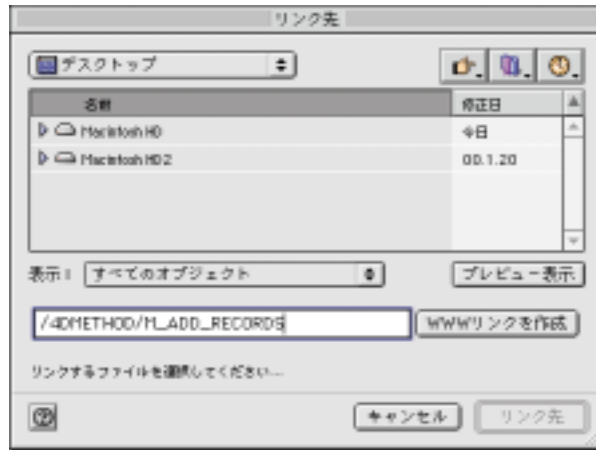 リンク先
デスクトップ
名前 修正日
Macintosh HD 今日
Macintosh HD 2 00.1.20
表示: すべてのオブジェクト プレビュー表示
/4DMETHOD/M_ADD_RECORDS WWWリンクを作成
リンクするファイルを選択してください...
キャンセル リンク先